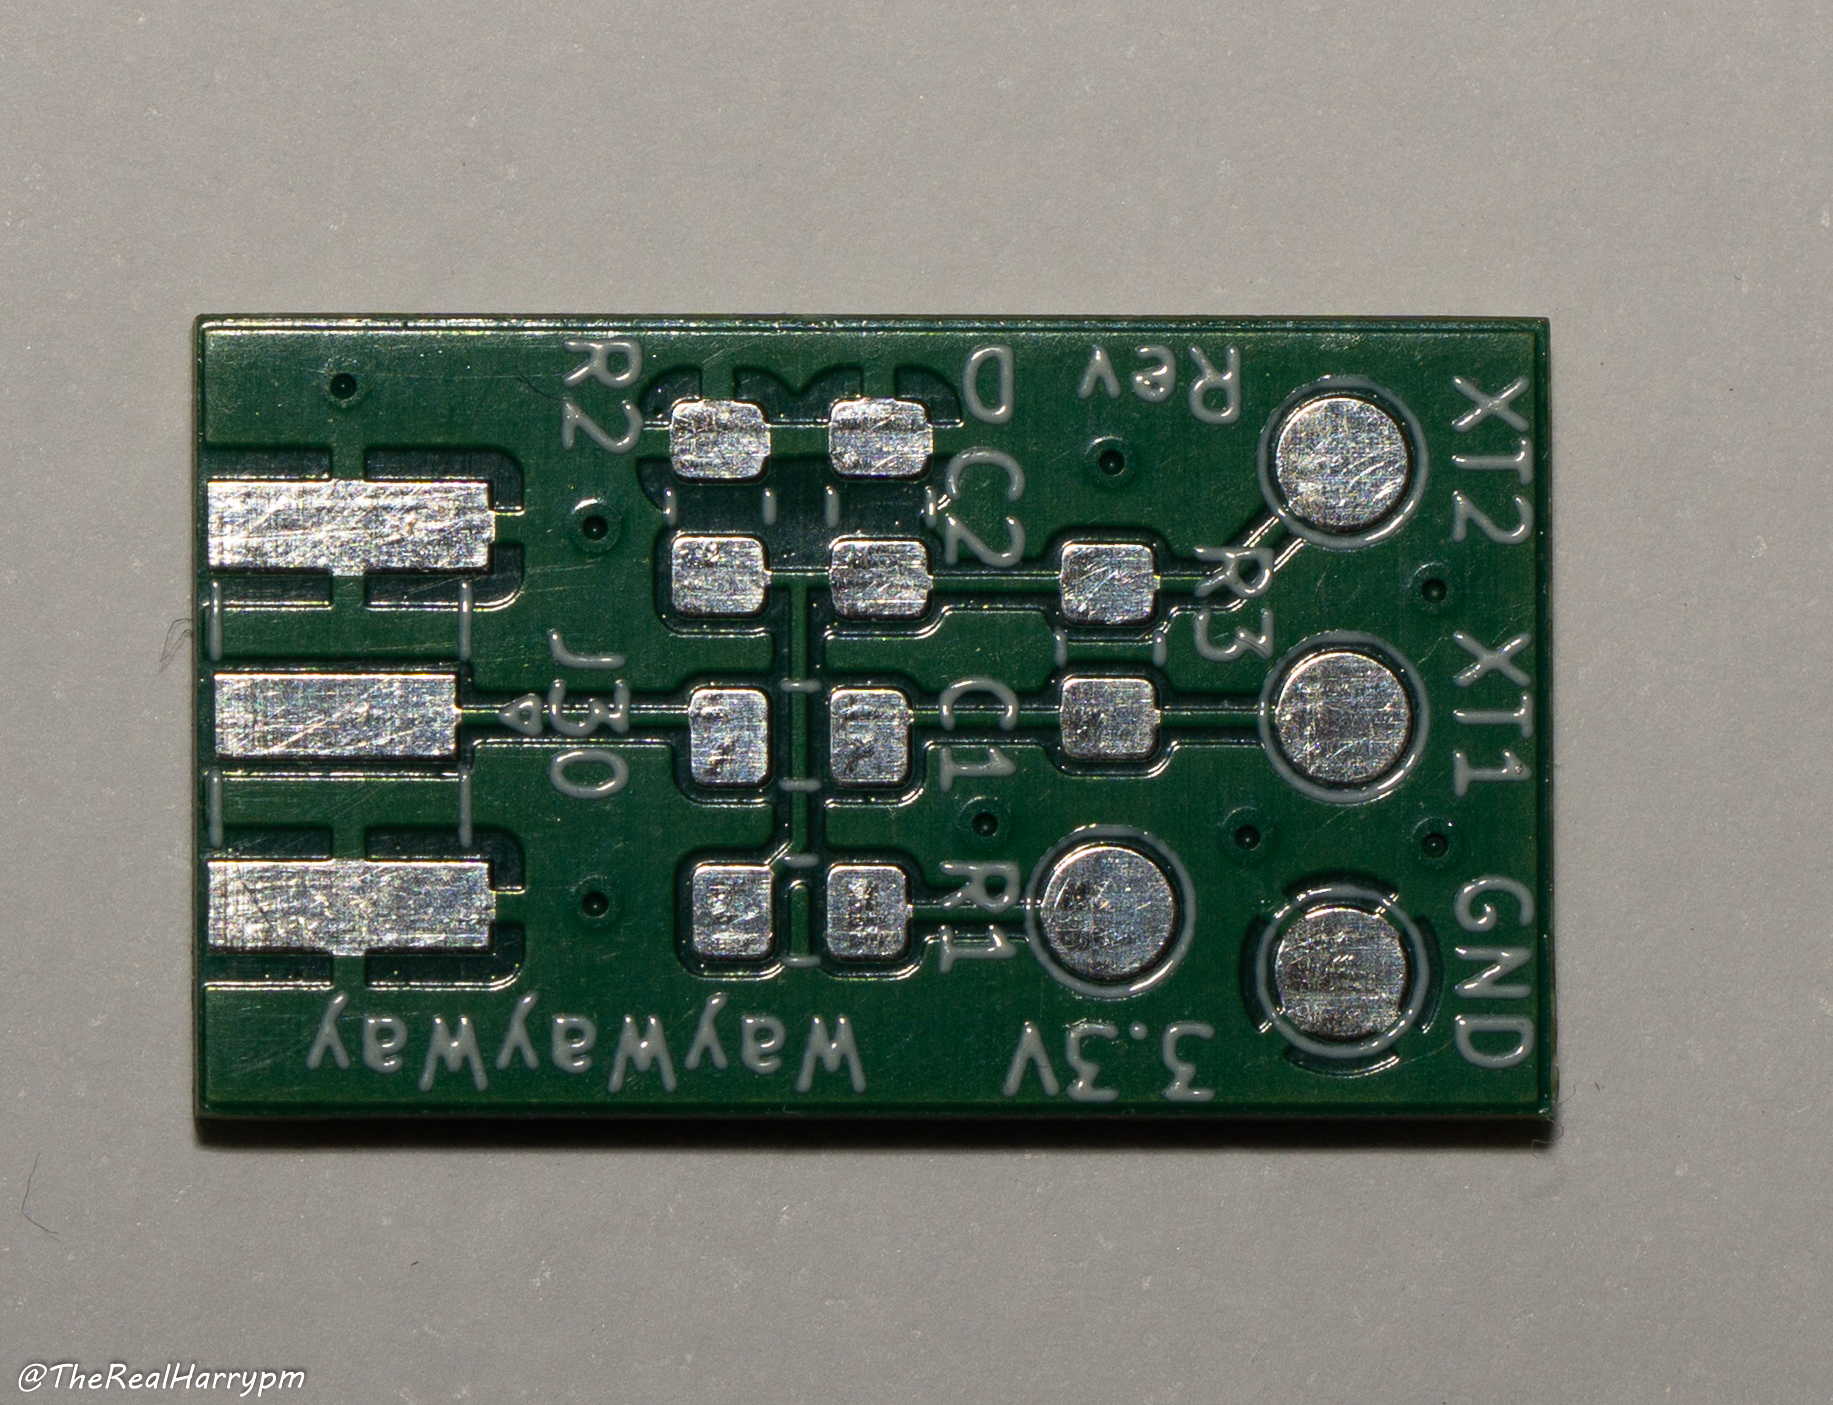 R2
Rev D
XT2
C2
R3
J30
C1
XT1
R1
GND
3.3V
WayWayWay
@TheRealHarrypm